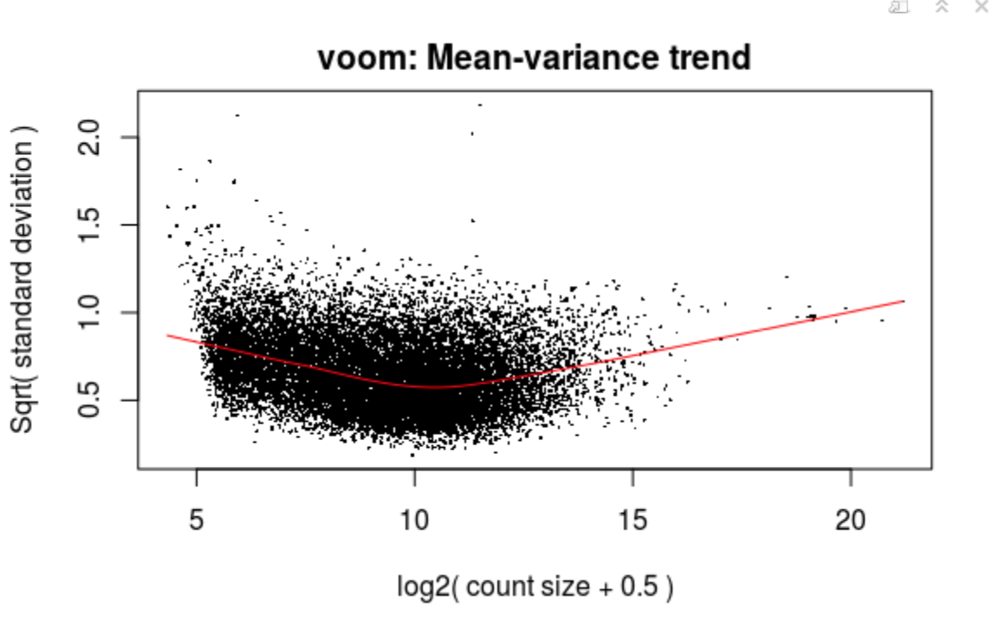 voom: Mean-variance trend
Sqrt( standard deviation )
2.0
1.5
1.0
0.5
5 10 15 20
log2( count size + 0.5 )